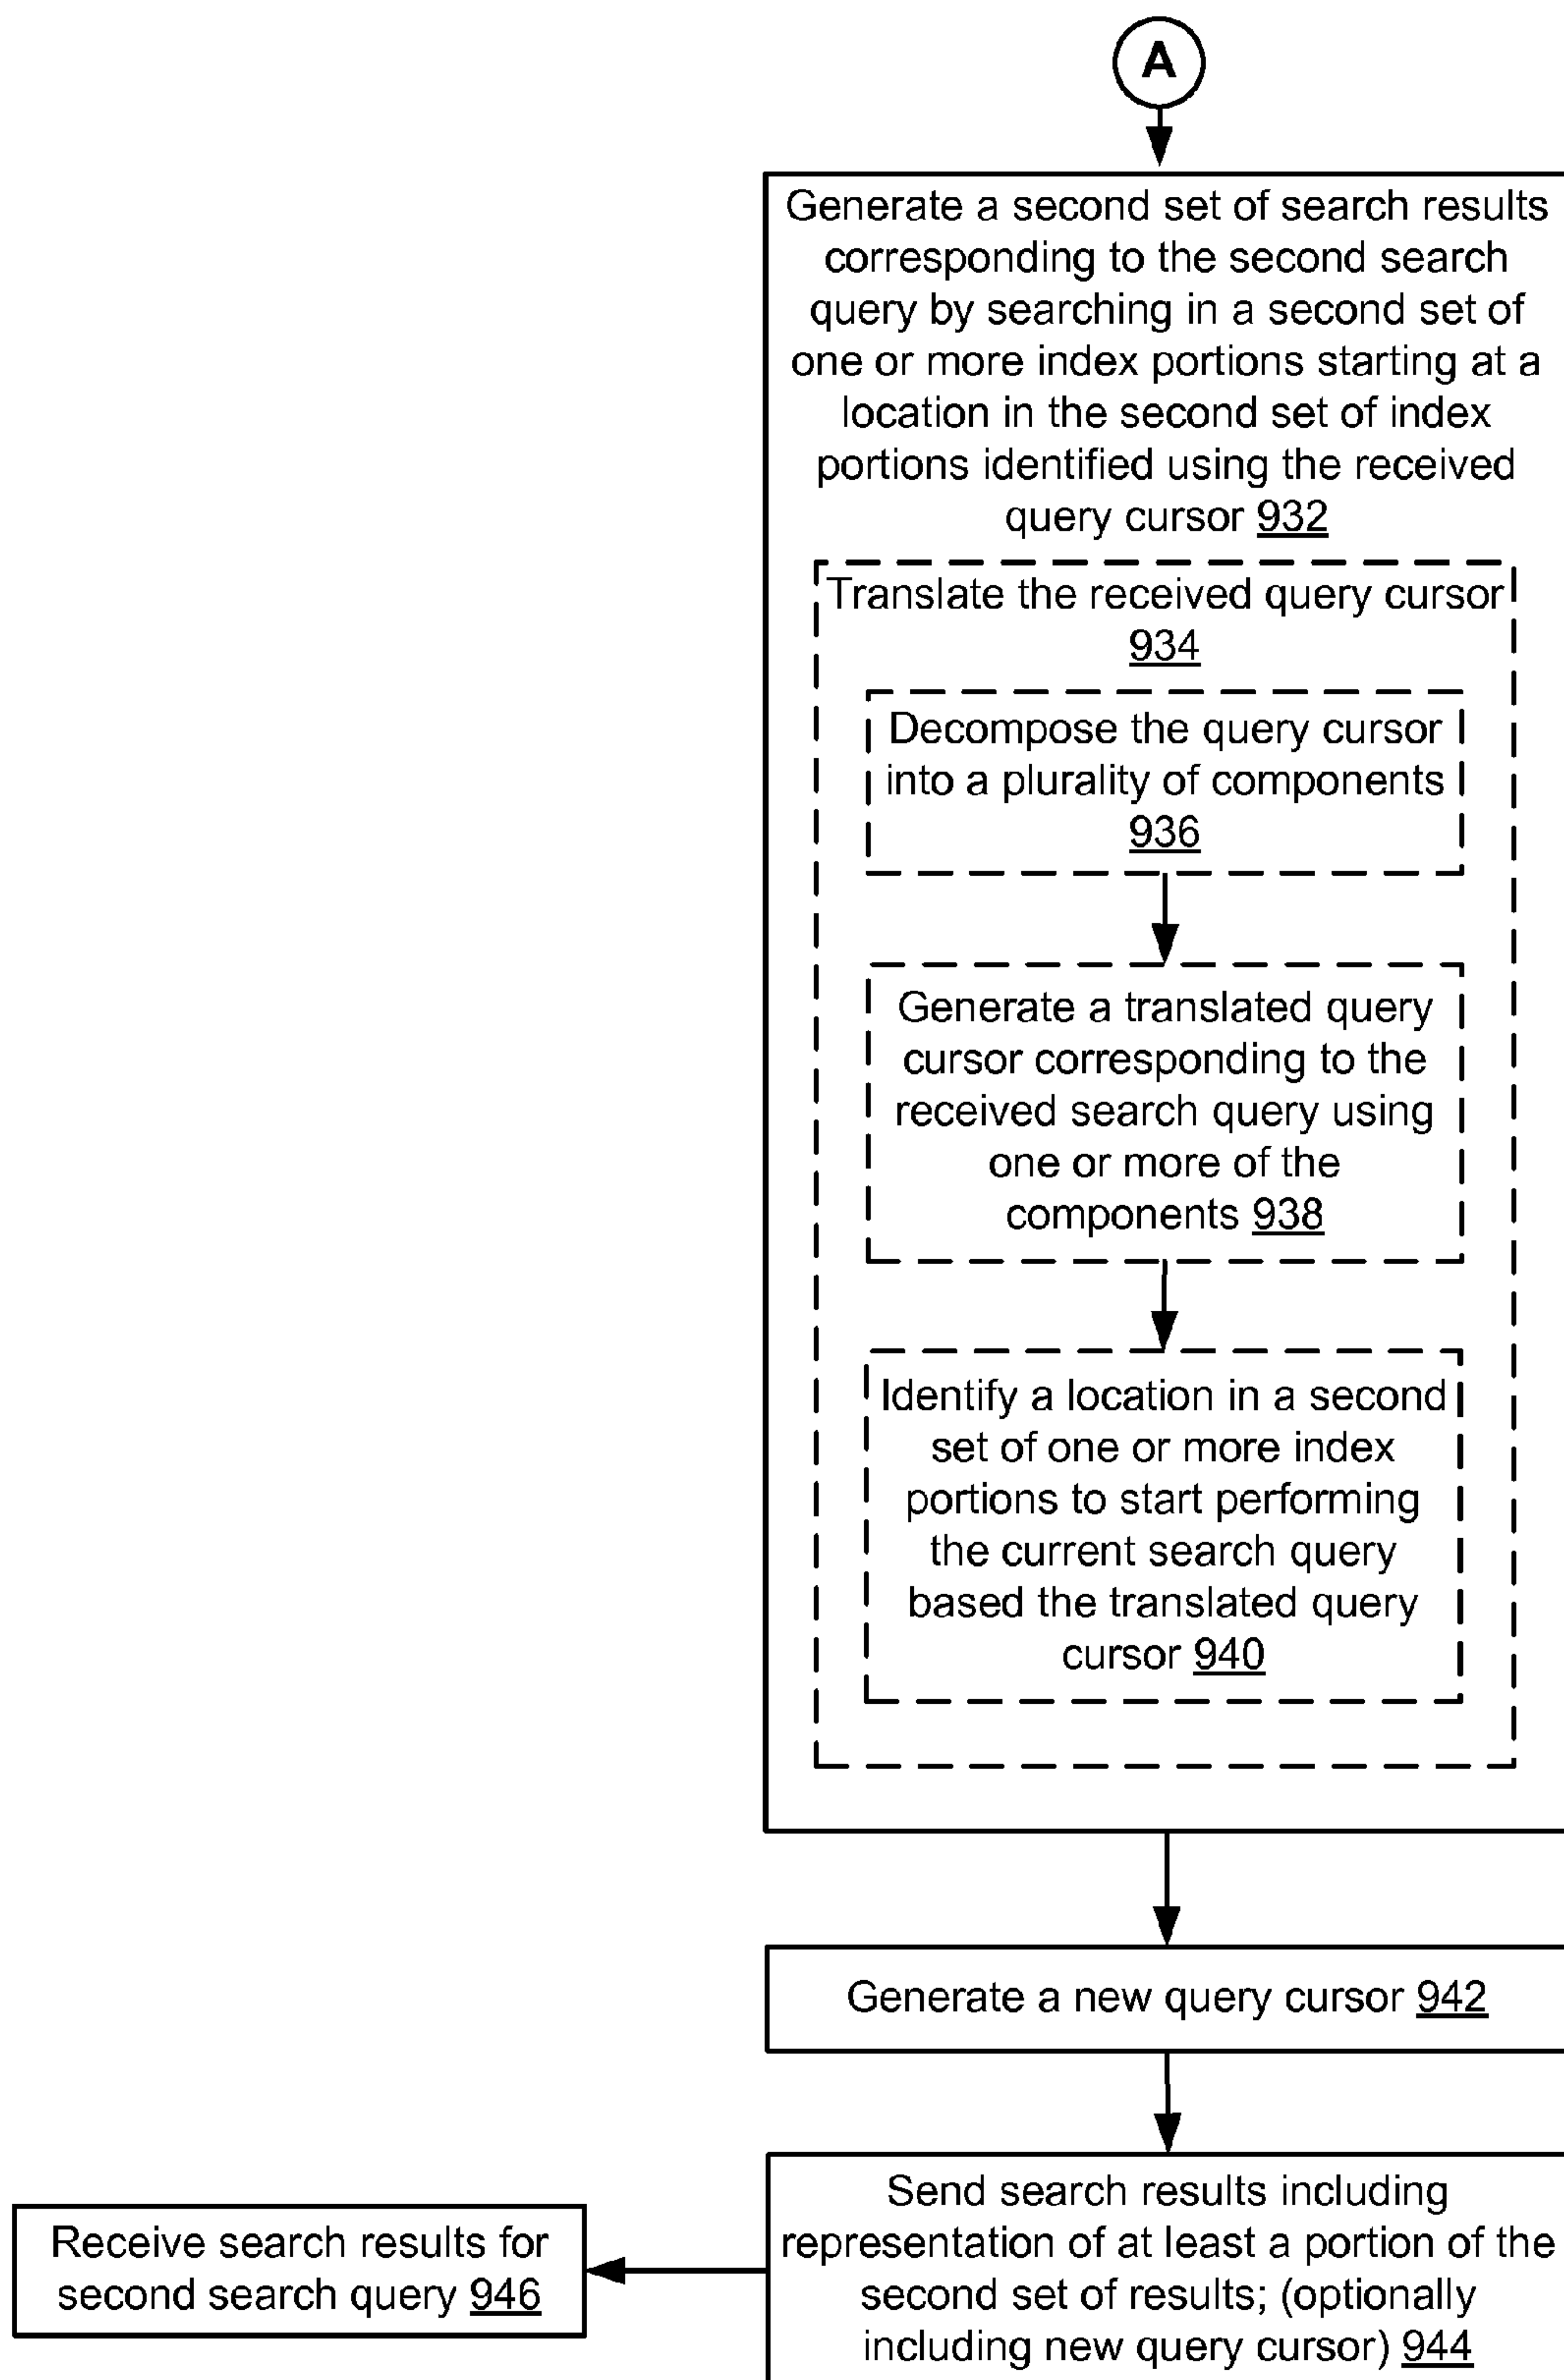 A
Generate a second set of search results
corresponding to the second search
query by searching in a second set of
one or more index portions starting at a
location in the second set of index
portions identified using the received
query cursor 932
Translate the received query cursor
934
Decompose the query cursor
into a plurality of components
936
Generate a translated query
cursor corresponding to the
received search query using
one or more of the
components 938
Identify a location in a second
set of one or more index
portions to start performing
the current search query
based the translated query
cursor 940
Generate a new query cursor 942
Send search results including
representation of at least a portion of the
second set of results; (optionally
including new query cursor) 944
Receive search results for
second search query 946